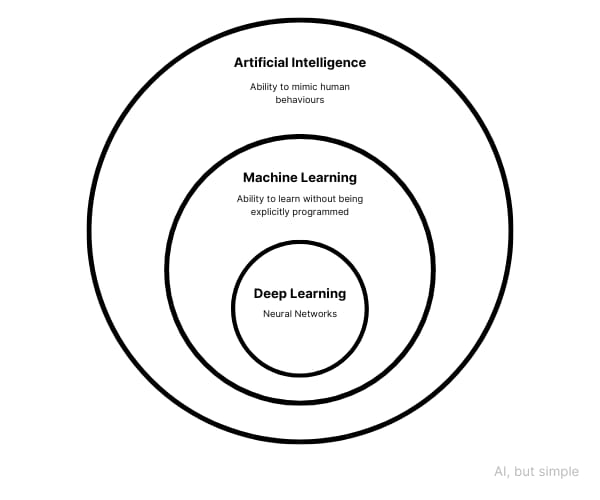 Artificial Intelligence
Ability to mimic human
behaviours
Machine Learning
Ability to learn without being
explicitly programmed
Deep Learning
Neural Networks
AI, but simple